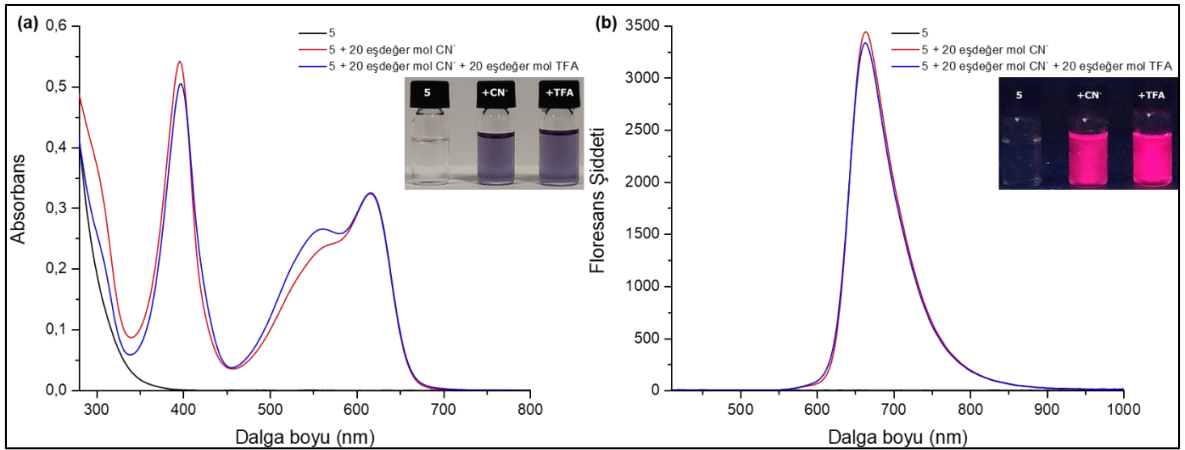 (a)
0,6
0,5
0,4
0,3
0,2
0,1
0,0
Absorbans
5
5 + 20 eşdeğer mol CN⁻
5 + 20 eşdeğer mol CN⁻ + 20 eşdeğer mol TFA
5
+CN⁻
+TFA
300
400
500
600
700
800
Dalga boyu (nm)
(b)
3500
3000
2500
2000
1500
1000
500
0
Floresans Şiddeti
5
5 + 20 eşdeğer mol CN⁻
5 + 20 eşdeğer mol CN⁻ + 20 eşdeğer mol TFA
5
+CN⁻
+TFA
500
600
700
800
900
1000
Dalga boyu (nm)